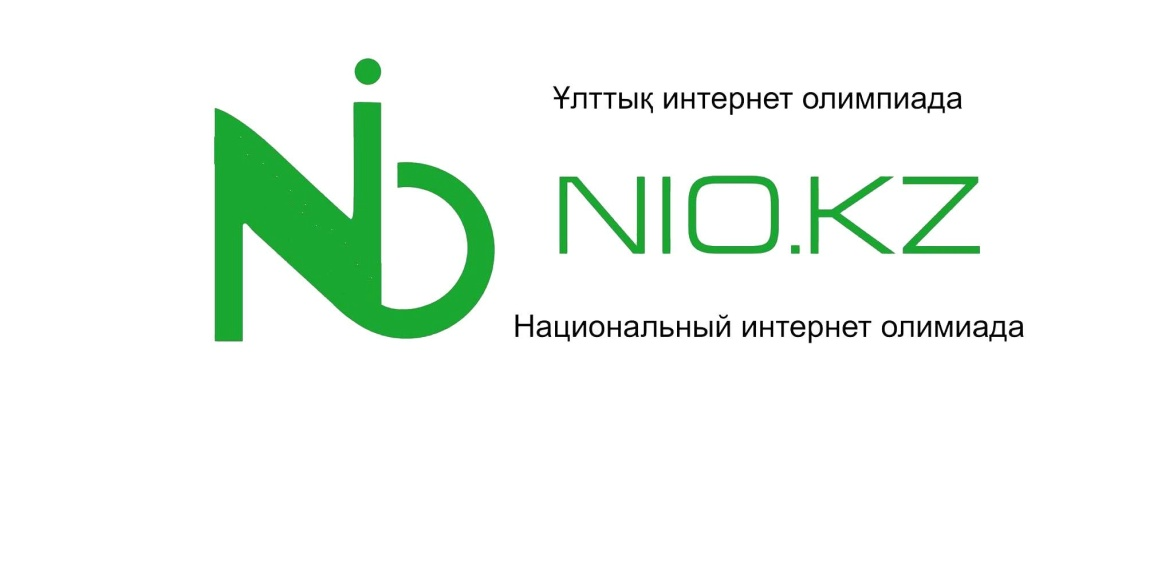 Ұлттық интернет олимпиада
NIO.KZ
Национальный интернет олимиада